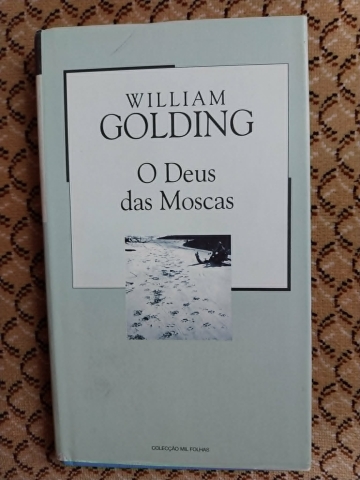 WILLIAM
GOLDING
O Deus
das Moscas
COLECÇÃO MIL FOLHAS